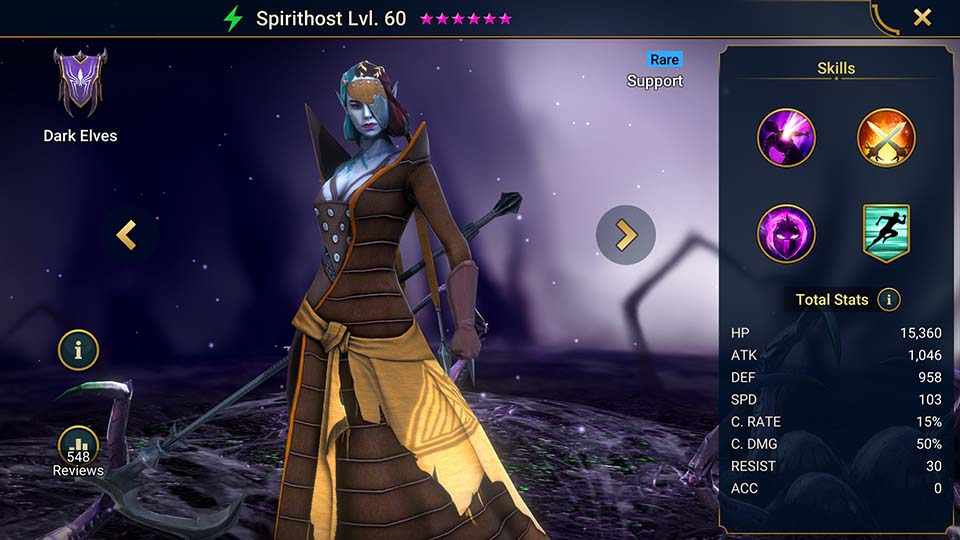 Spirithost Lvl. 60
Dark Elves
Rare
Support
Skills
Total Stats
HP 15,360
ATK 1,046
DEF 958
SPD 103
C. RATE 15%
C. DMG 50%
RESIST 30
ACC 0
548
Reviews